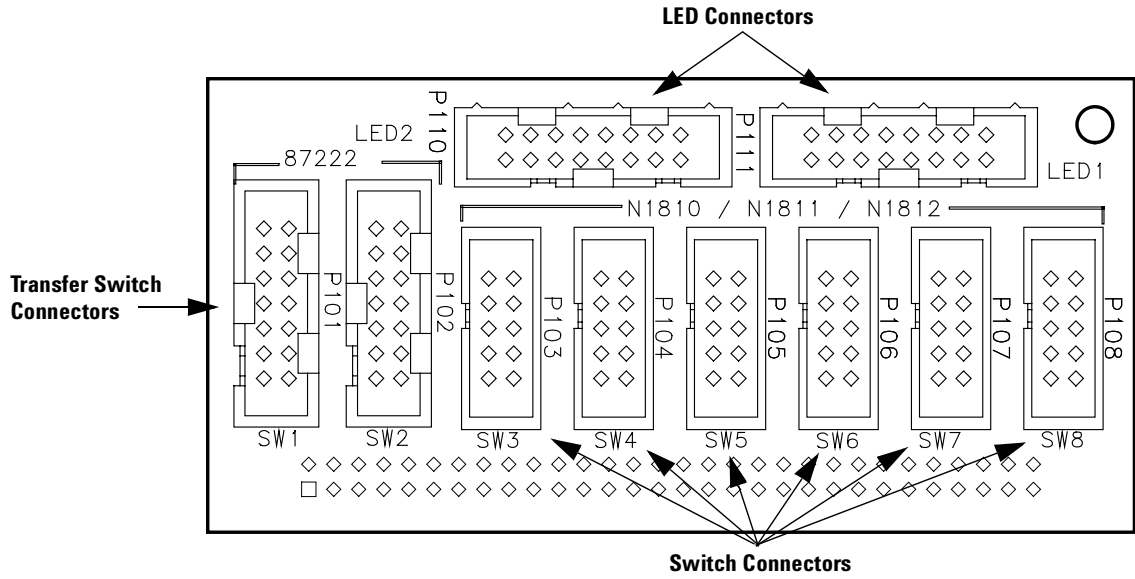 LED Connectors
P110
LED2
P111
LED1
87222
N1810 / N1811 / N1812
Transfer Switch
Connectors
P101
P102
P103
P104
P105
P106
P107
P108
SW1
SW2
SW3
SW4
SW5
SW6
SW7
SW8
Switch Connectors